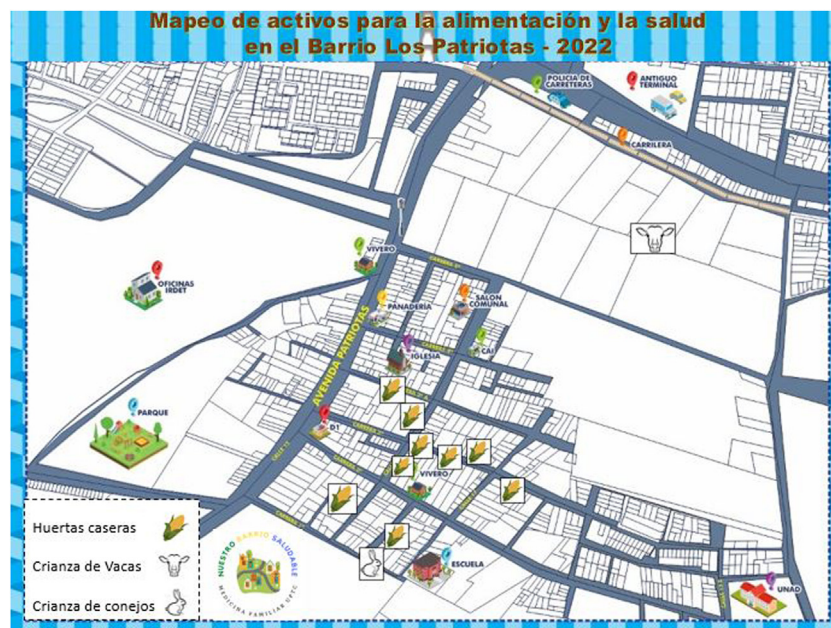 Mapeo de activos para la alimentación y la salud
en el Barrio Los Patriotas - 2022
POLICIA DE
CARRETERAS
ANTIGUO
TERMINAL
CARRILERA
VIVERO
OFICINAS
IRDET
PANADERÍA
SALON
COMUNAL
AVENIDA PATRIOTAS
IGLESIA
CAI
PARQUE
D1
VIVERO
ESCUELA
UNAD
Huertas caseras
Crianza de Vacas
Crianza de conejos
NUESTRO BARRIO SALUDABLE
MEDICINA FAMILIAR UPTC